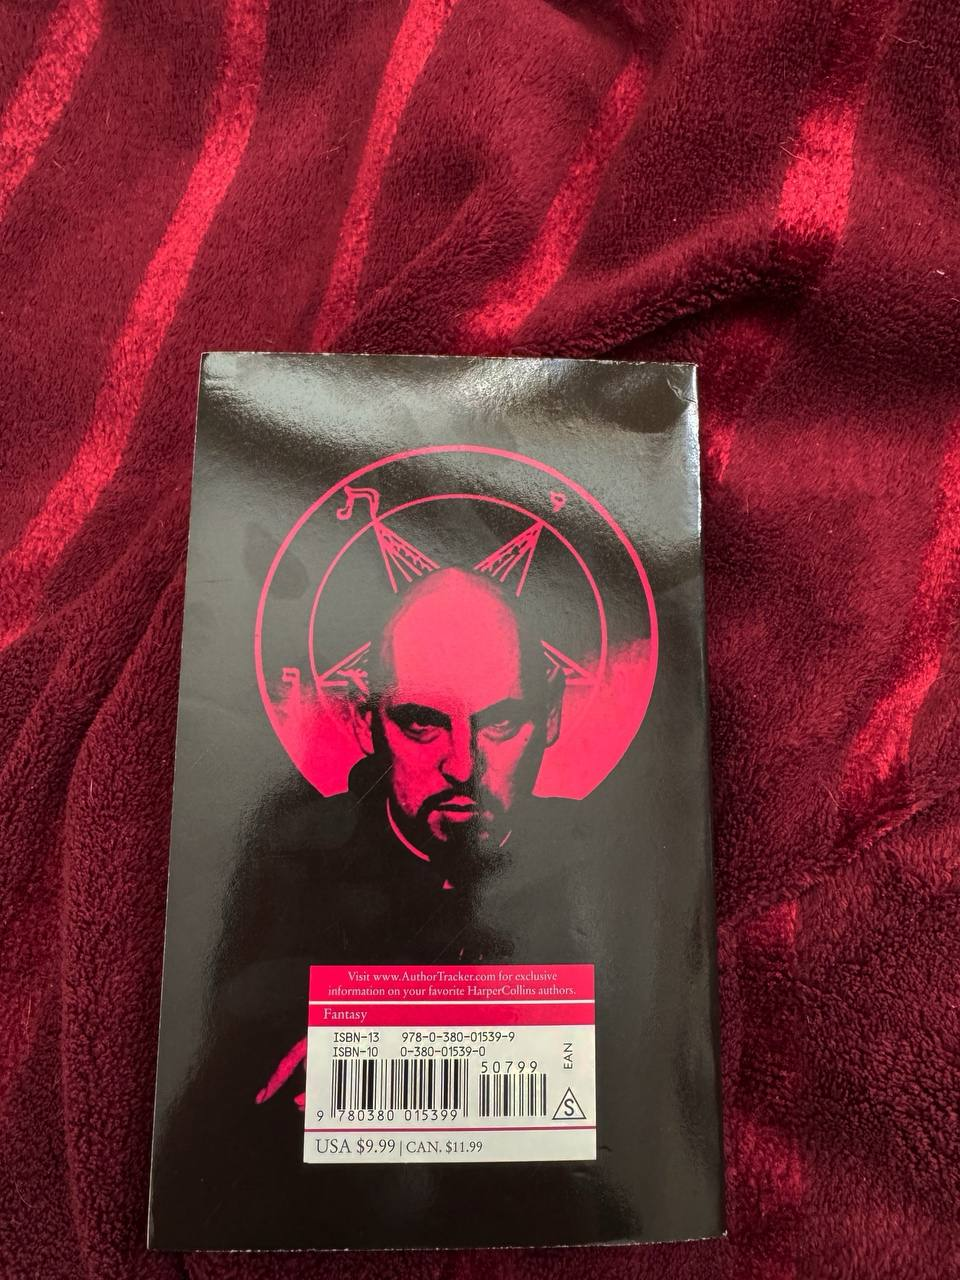 ת
י
ן
Visit www.AuthorTracker.com for exclusive
information on your favorite HarperCollins authors.
Fantasy
ISBN-13 978-0-380-01539-9
ISBN-10 0-380-01539-0
50799
EAN
S
9 780380 015399
USA $9.99 | CAN. $11.99